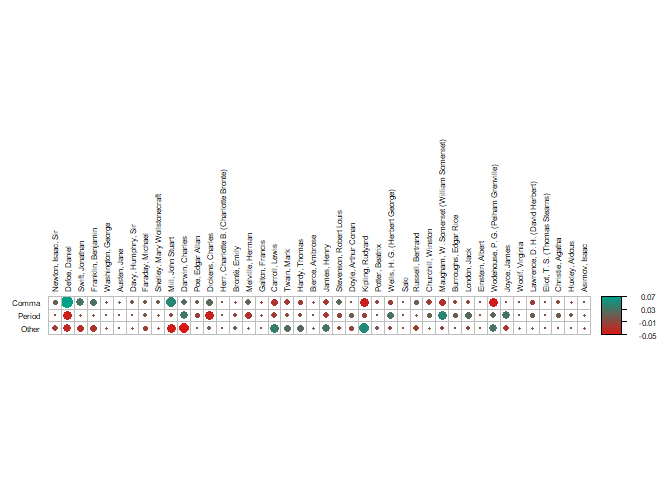 Newton, Isaac, Sir
Defoe, Daniel
Swift, Jonathan
Franklin, Benjamin
Washington, George
Austen, Jane
Davy, Humphry, Sir
Faraday, Michael
Shelley, Mary Wollstonecraft
Mill, John Stuart
Darwin, Charles
Poe, Edgar Allan
Dickens, Charles
Herr, Charlotte B. (Charlotte Bronte)
Brontë, Emily
Melville, Herman
Galton, Francis
Carroll, Lewis
Twain, Mark
Hardy, Thomas
Bierce, Ambrose
James, Henry
Stevenson, Robert Louis
Doyle, Arthur Conan
Kipling, Rudyard
Potter, Beatrix
Wells, H. G. (Herbert George)
Saki
Russell, Bertrand
Churchill, Winston
Maugham, W. Somerset (William Somerset)
Burroughs, Edgar Rice
London, Jack
Einstein, Albert
Wodehouse, P. G. (Pelham Grenville)
Joyce, James
Woolf, Virginia
Lawrence, D. H. (David Herbert)
Eliot, T. S. (Thomas Stearns)
Christie, Agatha
Huxley, Aldous
Asimov, Isaac
Comma
Period
Other
0.07
0.03
-0.01
-0.05